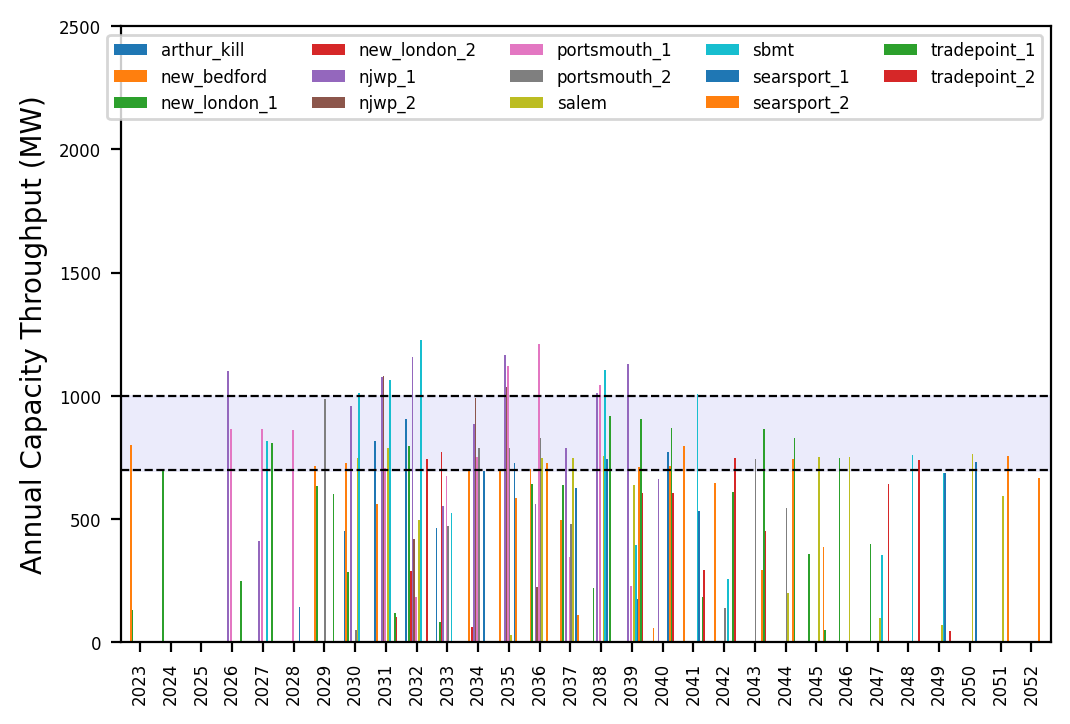 2500
arthur_kill new_london_2 portsmouth_1 sbmt tradepoint_1
new_bedford njwp_1 portsmouth_2 searsport_1 tradepoint_2
new_london_1 njwp_2 salem searsport_2
2000
1500
1000
500
0
Annual Capacity Throughput (MW)
2023 2024 2025 2026 2027 2028 2029 2030 2031 2032 2033 2034 2035 2036 2037 2038 2039 2040 2041 2042 2043 2044 2045 2046 2047 2048 2049 2050 2051 2052